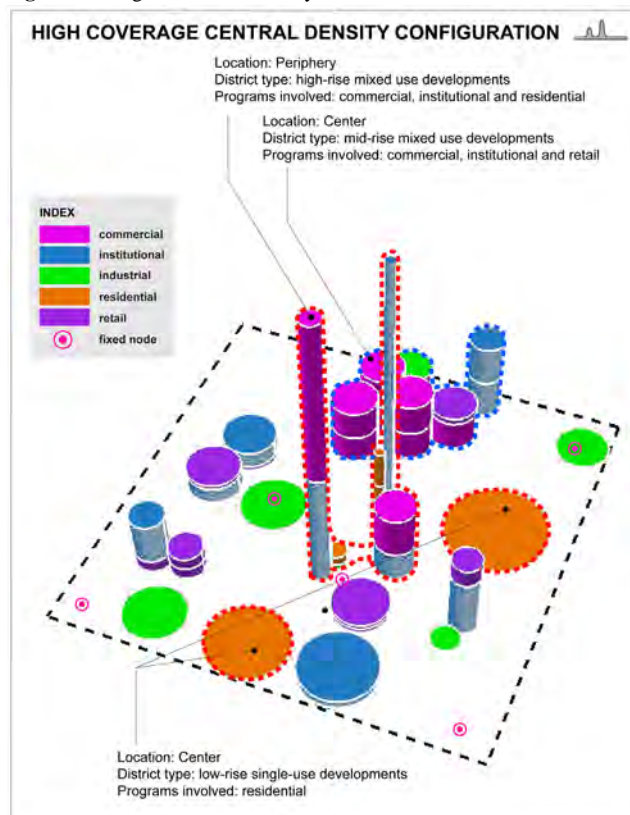 HIGH COVERAGE CENTRAL DENSITY CONFIGURATION
Location: Periphery
District type: high-rise mixed use developments
Programs involved: commercial, institutional and residential
Location: Center
District type: mid-rise mixed use developments
Programs involved: commercial, institutional and retail
INDEX
commercial
institutional
industrial
residential
retail
fixed node
Location: Center
District type: low-rise single-use developments
Programs involved: residential